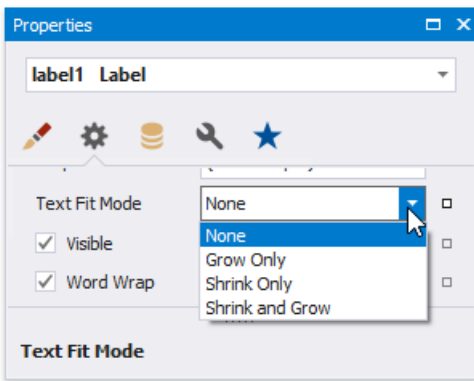 Properties
label1 Label
Text Fit Mode
None
None
Visible
Grow Only
Word Wrap
Shrink Only
Shrink and Grow
Text Fit Mode